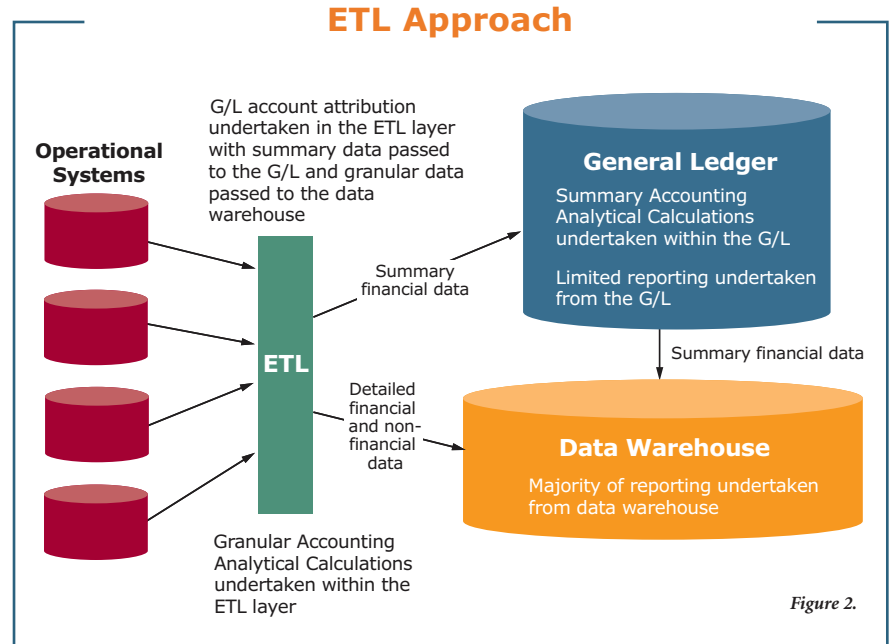 ETL Approach
G/L account attribution
undertaken in the ETL layer
with summary data passed
to the G/L and granular data
passed to the data
warehouse
Operational
Systems
ETL
Granular Accounting
Analytical Calculations
undertaken within the
ETL layer
Summary
financial data
Detailed
financial
and non-
financial
data
General Ledger
Summary Accounting
Analytical Calculations
undertaken within the G/L
Limited reporting undertaken
from the G/L
Summary financial data
Data Warehouse
Majority of reporting undertaken
from data warehouse
Figure 2.